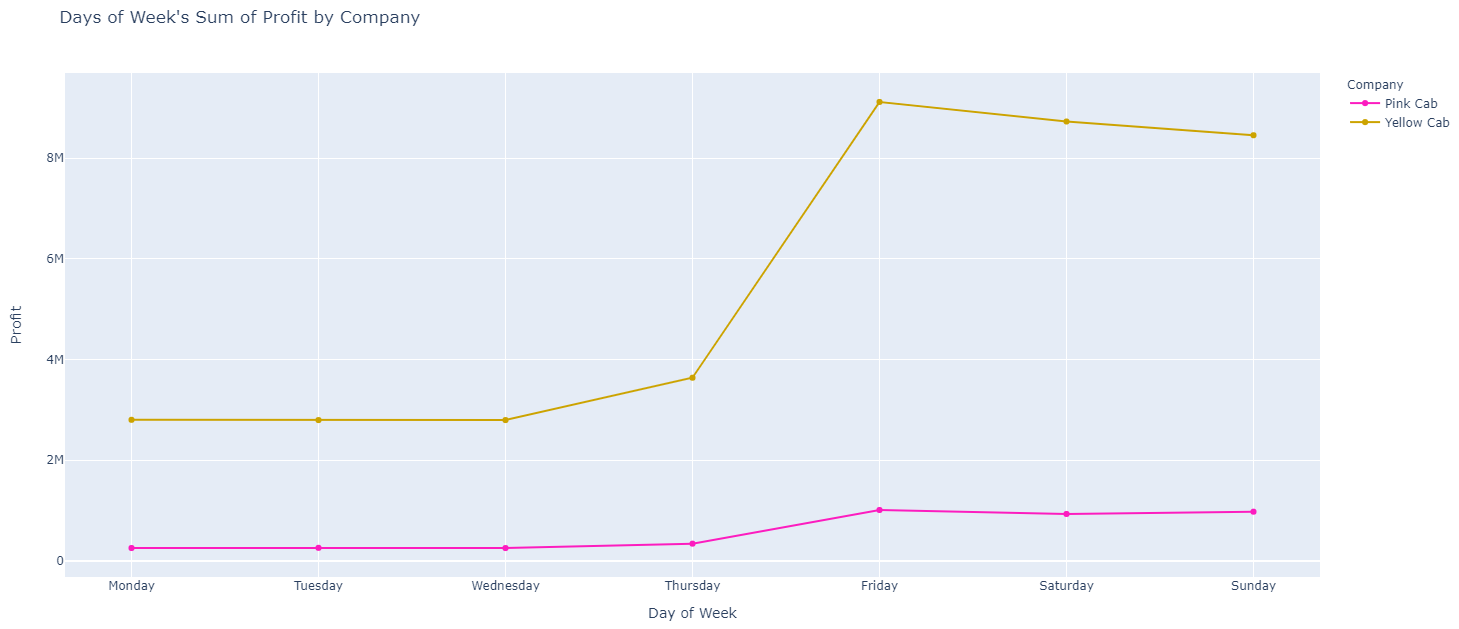 Days of Week's Sum of Profit by Company
Company
Pink Cab
Yellow Cab
8M
6M
4M
2M
0
Profit
Monday Tuesday Wednesday Thursday Friday Saturday Sunday
Day of Week